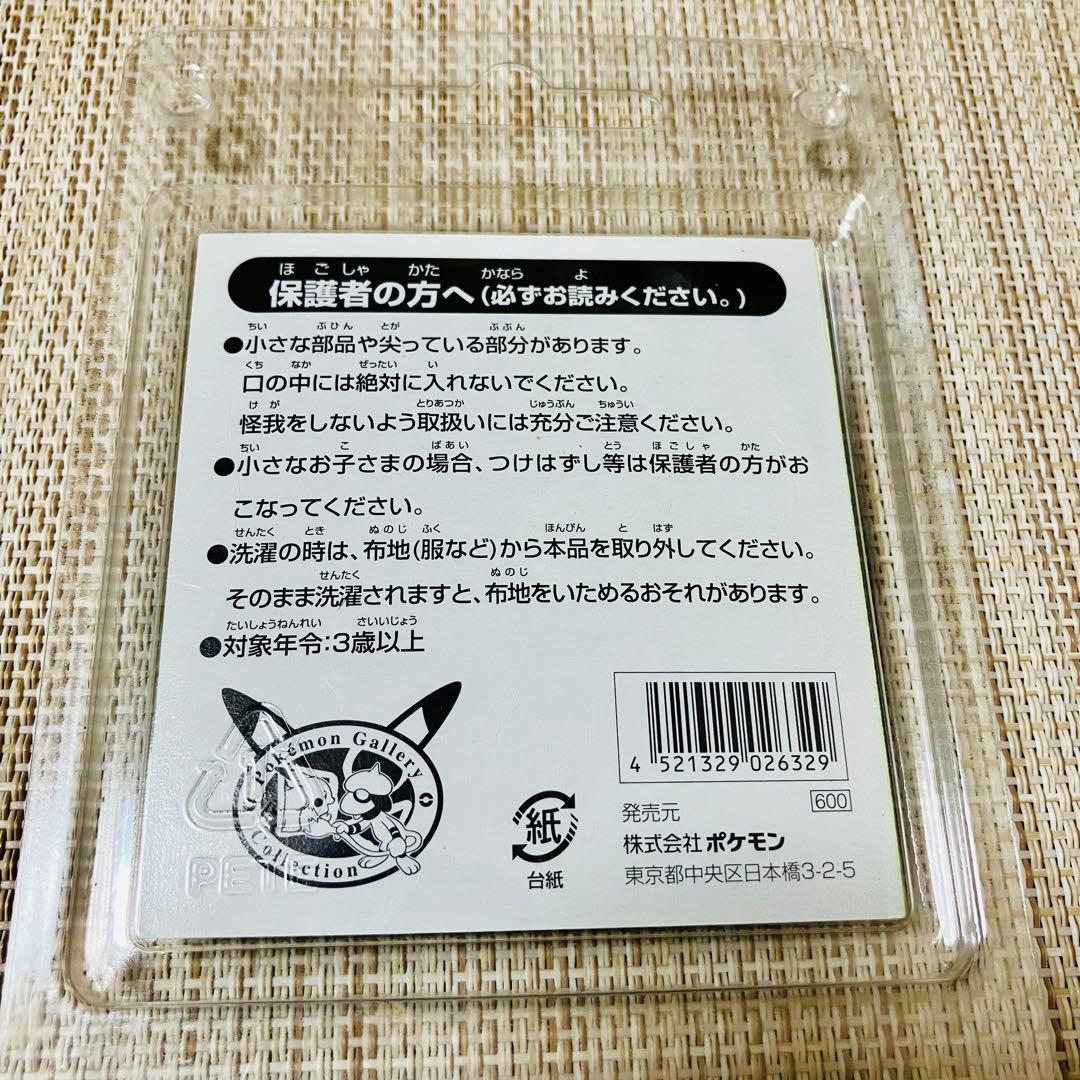 ほごしゃ かた かなら よ
保護者の方へ(必ずお読みください。)
ちい ぶひん とが ぶぶん
●小さな部品や尖っている部分があります。
くち なか ぜったい い
口の中には絶対に入れないでください。
けが とりあつか じゅうぶん ちゅうい
怪我をしないよう取扱いには充分ご注意ください。
ちい こ ばあい とう ほごしゃ かた
●小さなお子さまの場合、つけはずし等は保護者の方がお
こなってください。
せんたく とき ぬのじ ふく ほんぴん と はず
●洗濯の時は、布地(服など)から本品を取り外してください。
せんたく ぬのじ
そのまま洗濯されますと、布地をいためるおそれがあります。
たいしょうねんれい さいいじょう
●対象年令:3歳以上
Pokémon Gallery
Collection
PET
紙
台紙
4 521329 026329
600
発売元
株式会社 ポケモン
東京都中央区日本橋3-2-5